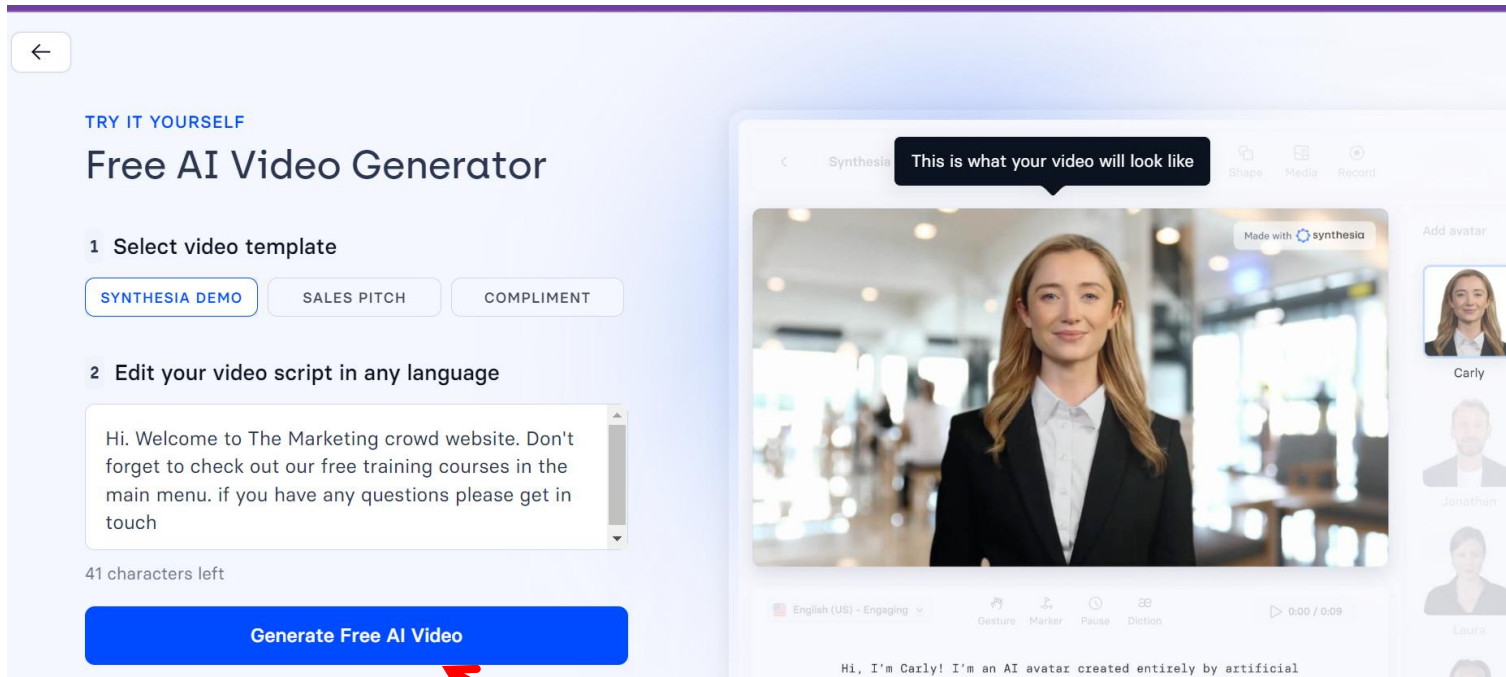 TRY IT YOURSELF
Free AI Video Generator
1 Select video template
SYNTHESIA DEMO SALES PITCH COMPLIMENT
2 Edit your video script in any language
Hi. Welcome to The Marketing crowd website. Don't
forget to check out our free training courses in the
main menu. if you have any questions please get in
touch
41 characters left
Generate Free AI Video
Synthesia
This is what your video will look like
Shape Media Record
Made with synthesia
Add avatar
Carly
Jonathan
Laura
English (US) - Engaging
Gesture Marker Pause Diction
æ
0:00 / 0:09
Hi, I'm Carly! I'm an AI avatar created entirely by artificial